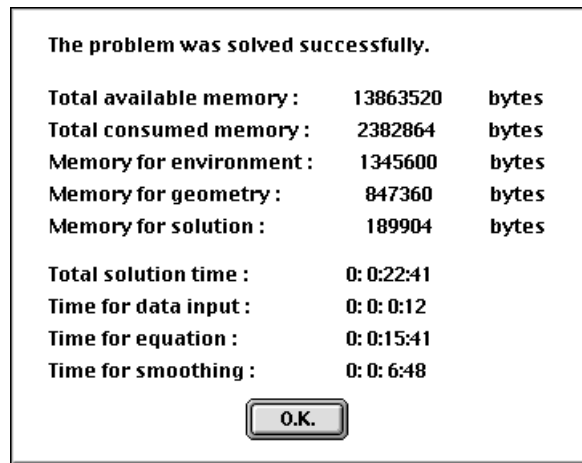 The problem was solved successfully.
Total available memory : 13863520 bytes
Total consumed memory : 2382864 bytes
Memory for environment : 1345600 bytes
Memory for geometry : 847360 bytes
Memory for solution : 189904 bytes
Total solution time : 0: 0:22:41
Time for data input : 0: 0: 0:12
Time for equation : 0: 0:15:41
Time for smoothing : 0: 0: 6:48
O.K.